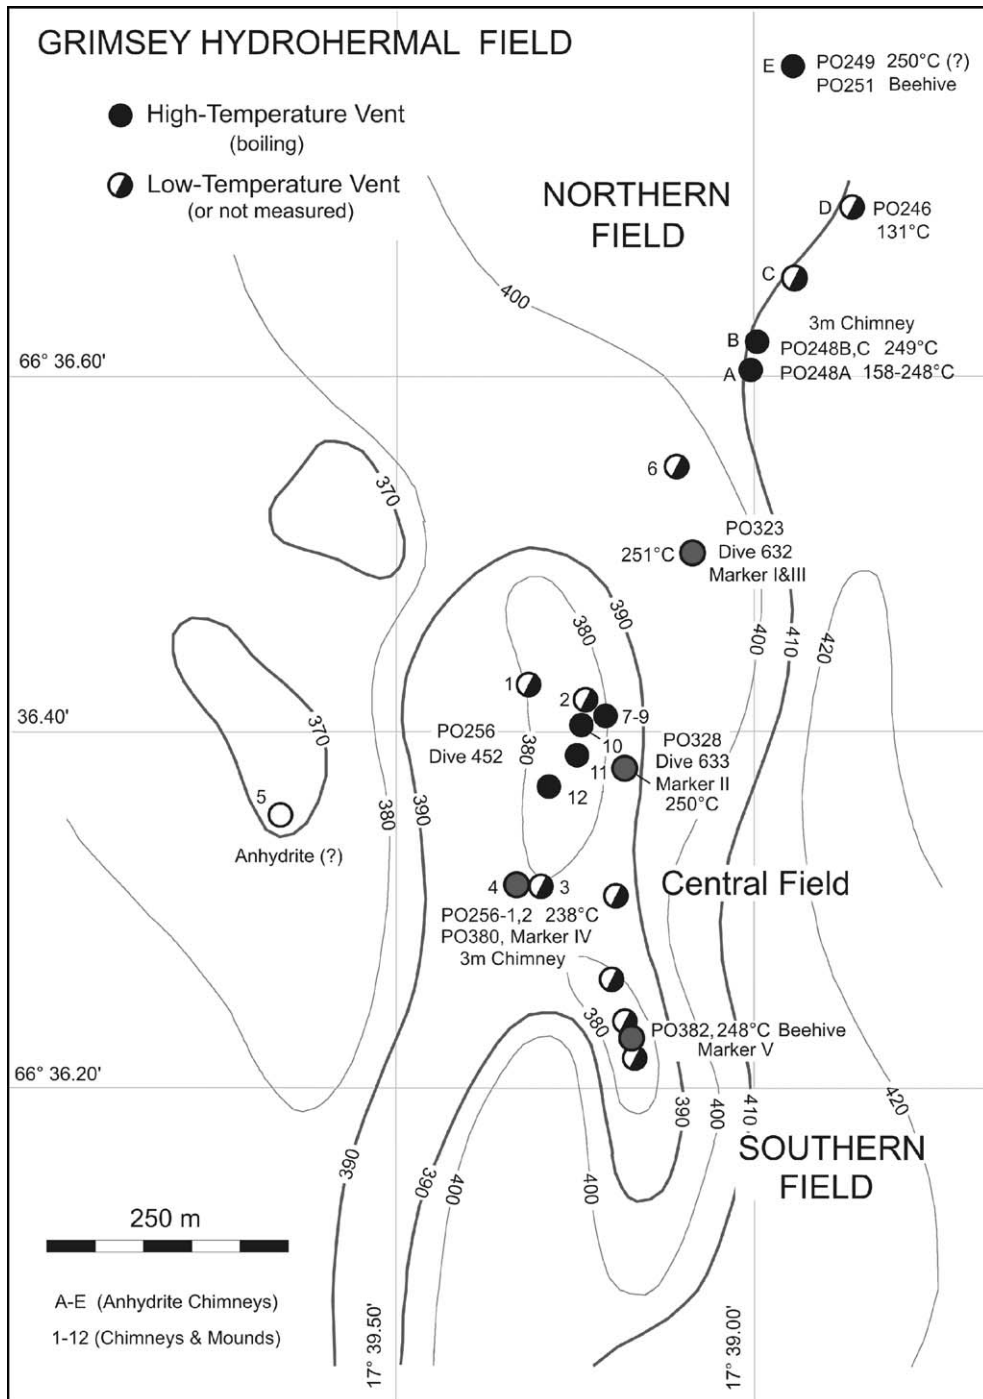 GRIMSEY HYDROHERMAL FIELD
High-Temperature Vent
(boiling)
Low-Temperature Vent
(or not measured)
E
PO249 250°C (?)
PO251 Beehive
NORTHERN
FIELD
D
PO246
131°C
C
400
3m Chimney
B
PO248B,C 249°C
66° 36.60'
A
PO248A 158-248°C
6
370
PO323
251°C
Dive 632
Marker I&III
390
380
400
410
420
1
2
7-9
36.40'
PO256
10
370
380
PO328
Dive 452
Dive 633
11
Marker II
12
250°C
5
390
380
Anhydrite (?)
4
3
Central Field
PO256-1,2 238°C
PO380, Marker IV
3m Chimney
380
PO382, 248°C Beehive
Marker V
66° 36.20'
390
400
410
420
390
390
400
400
SOUTHERN
FIELD
250 m
A-E (Anhydrite Chimneys)
1-12 (Chimneys & Mounds)
17° 39.50'
17° 39.00'